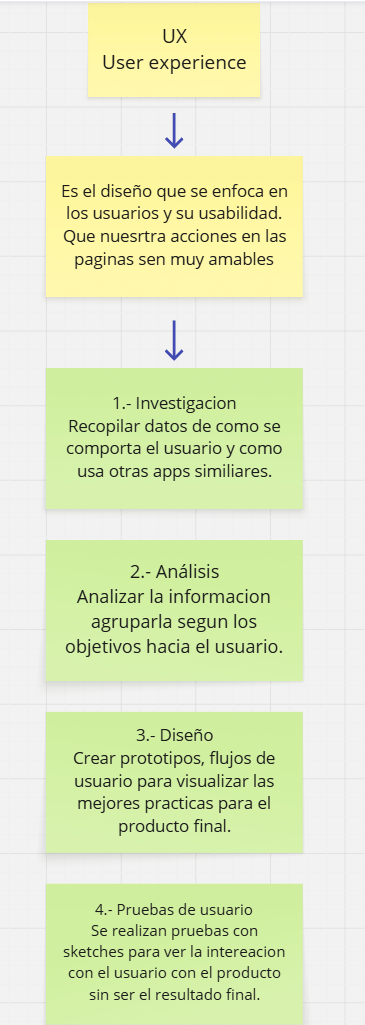 UX
User experience
Es el diseño que se enfoca en
los usuarios y su usabilidad.
Que nuesrtra acciones en las
paginas sen muy amables
1.- Investigacion
Recopilar datos de como se
comporta el usuario y como
usa otras apps similiares.
2.- Análisis
Analizar la informacion
agruparla segun los
objetivos hacia el usuario.
3.- Diseño
Crear prototipos, flujos de
usuario para visualizar las
mejores practicas para el
producto final.
4.- Pruebas de usuario
Se realizan pruebas con
sketches para ver la intereacion
con el usuario con el producto
sin ser el resultado final.